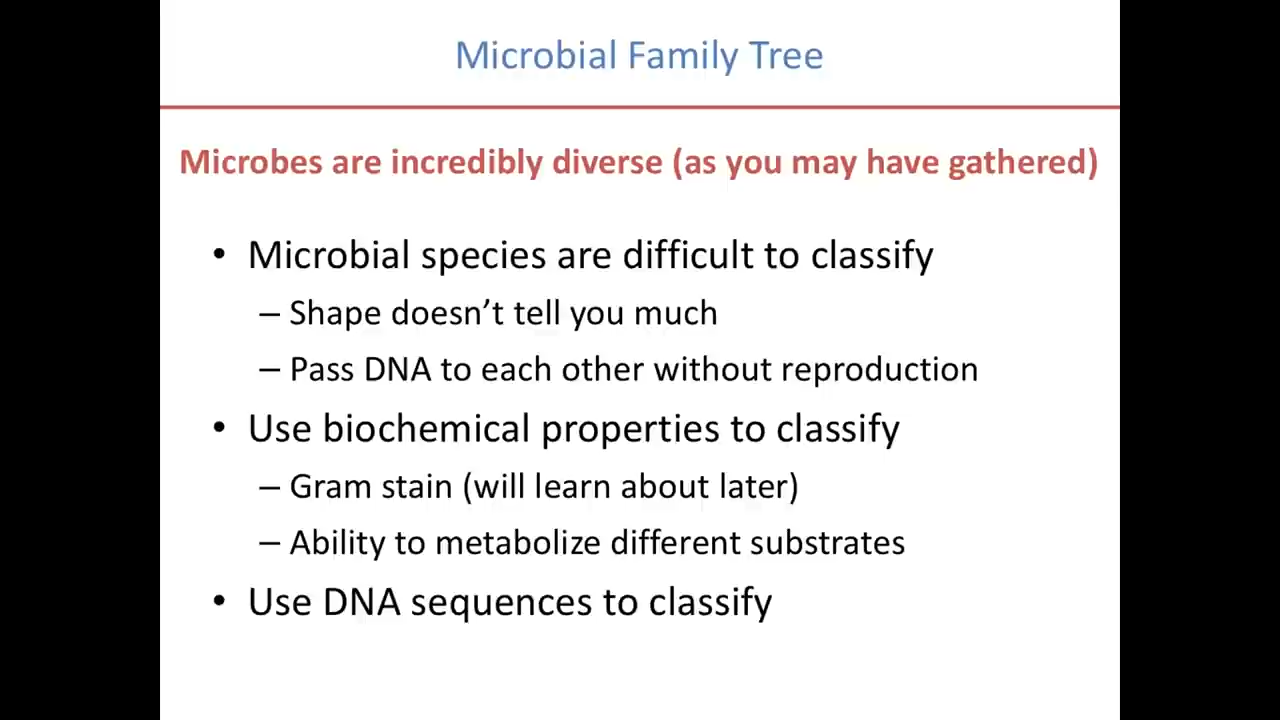 Microbial Family Tree
Microbes are incredibly diverse (as you may have gathered)
• Microbial species are difficult to classify
– Shape doesn’t tell you much
– Pass DNA to each other without reproduction
• Use biochemical properties to classify
– Gram stain (will learn about later)
– Ability to metabolize different substrates
• Use DNA sequences to classify